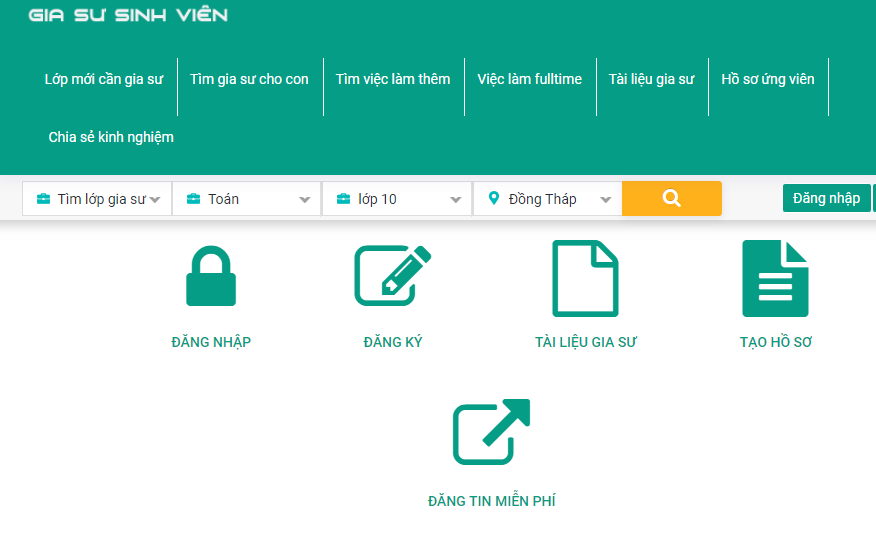 GIA SƯ SINH VIÊN
Lớp mới cần gia sư Tìm gia sư cho con Tìm việc làm thêm Việc làm fulltime Tài liệu gia sư Hồ sơ ứng viên
Chia sẻ kinh nghiệm
Tìm lớp gia sư Toán lớp 10 Đồng Tháp Đăng nhập
ĐĂNG NHẬP ĐĂNG KÝ TÀI LIỆU GIA SƯ TẠO HỒ SƠ
ĐĂNG TIN MIỄN PHÍ